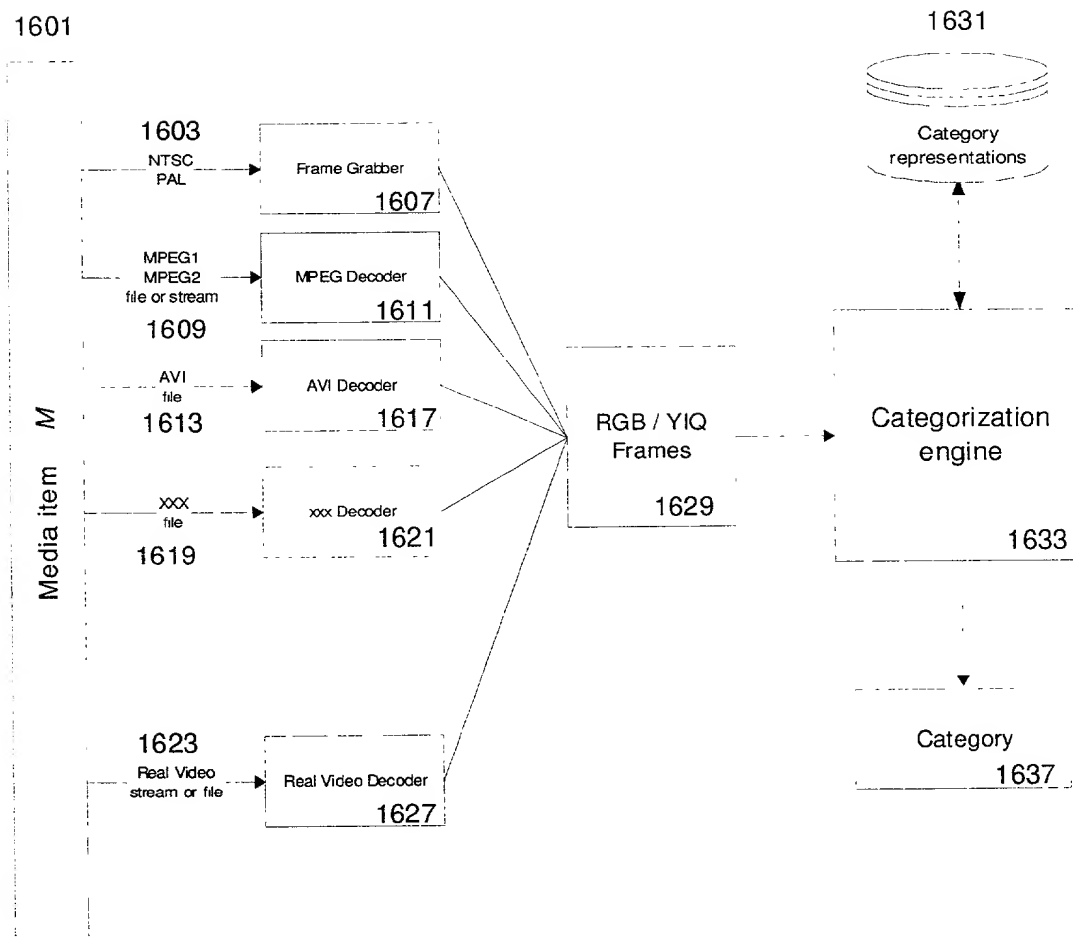 1601
1631
1603
NTSC
PAL
Frame Grabber
1607
Category
representations
MPEG1
MPEG2
file or stream
1609
MPEG Decoder
1611
AVI
file
1613
AVI Decoder
1617
RGB / YIQ
Frames
1629
Categorization
engine
1633
Media item M
XXX
file
1619
xxx Decoder
1621
1623
Real Video
stream or file
Real Video Decoder
1627
Category
1637